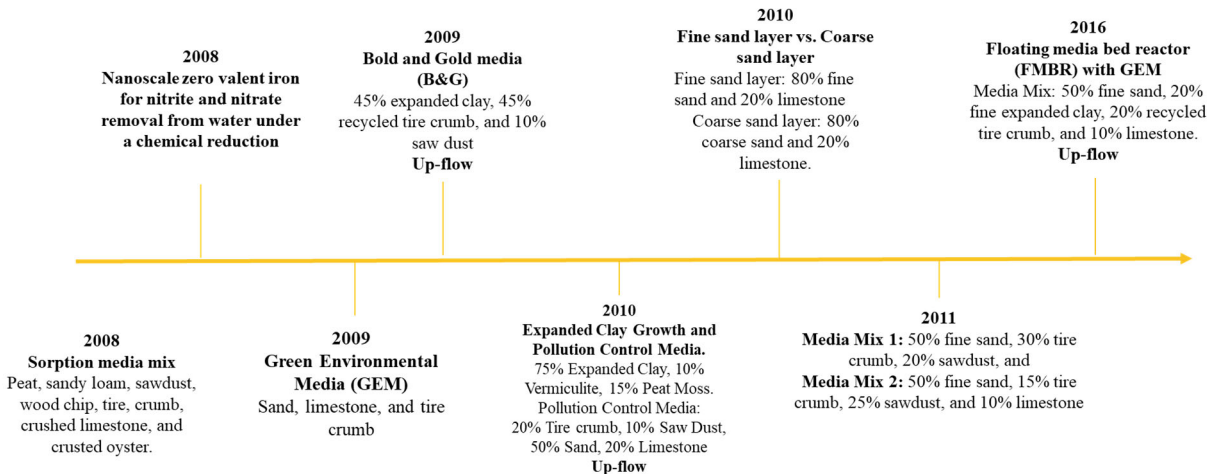 2008
Nanoscale zero valent iron
for nitrite and nitrate
removal from water under
a chemical reduction
2009
Bold and Gold media
(B&G)
45% expanded clay, 45%
recycled tire crumb, and 10%
saw dust
Up-flow
2010
Fine sand layer vs. Coarse
sand layer
Fine sand layer: 80% fine
sand and 20% limestone
Coarse sand layer: 80%
coarse sand and 20%
limestone.
2016
Floating media bed reactor
(FMBR) with GEM
Media Mix: 50% fine sand, 20%
fine expanded clay, 20% recycled
tire crumb, and 10% limestone.
Up-flow
2008
Sorption media mix
Peat, sandy loam, sawdust,
wood chip, tire, crumb,
crushed limestone, and
crusted oyster.
2009
Green Environmental
Media (GEM)
Sand, limestone, and tire
crumb
2010
Expanded Clay Growth and
Pollution Control Media.
75% Expanded Clay, 10%
Vermiculite, 15% Peat Moss.
Pollution Control Media:
20% Tire crumb, 10% Saw Dust,
50% Sand, 20% Limestone
Up-flow
2011
Media Mix 1: 50% fine sand, 30% tire
crumb, 20% sawdust, and
Media Mix 2: 50% fine sand, 15% tire
crumb, 25% sawdust, and 10% limestone